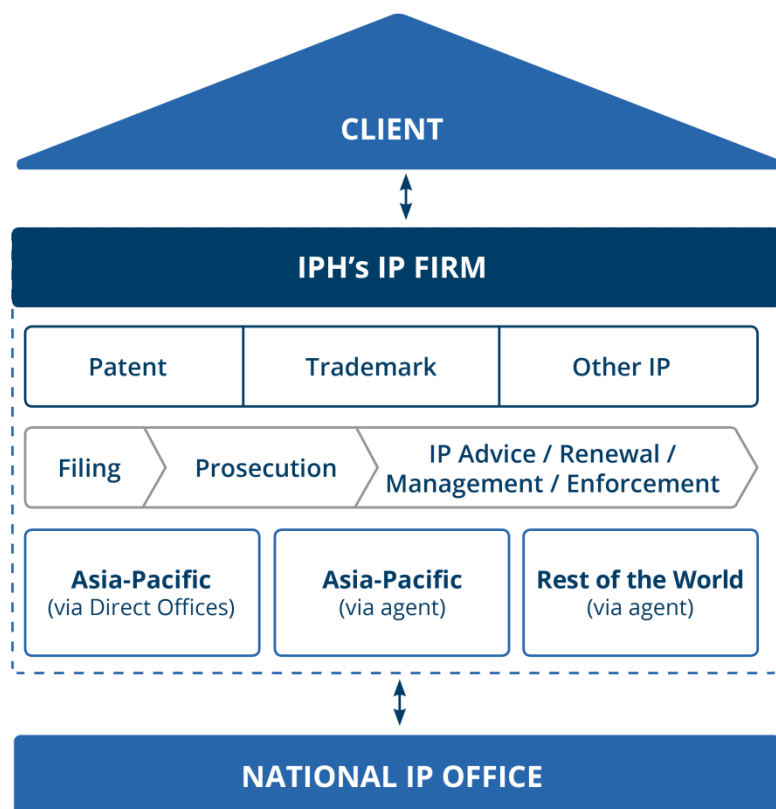 CLIENT
IPH's IP FIRM
Patent
Trademark
Other IP
Filing
Prosecution
IP Advice / Renewal /
Management / Enforcement
Asia-Pacific
(via Direct Offices)
Asia-Pacific
(via agent)
Rest of the World
(via agent)
NATIONAL IP OFFICE